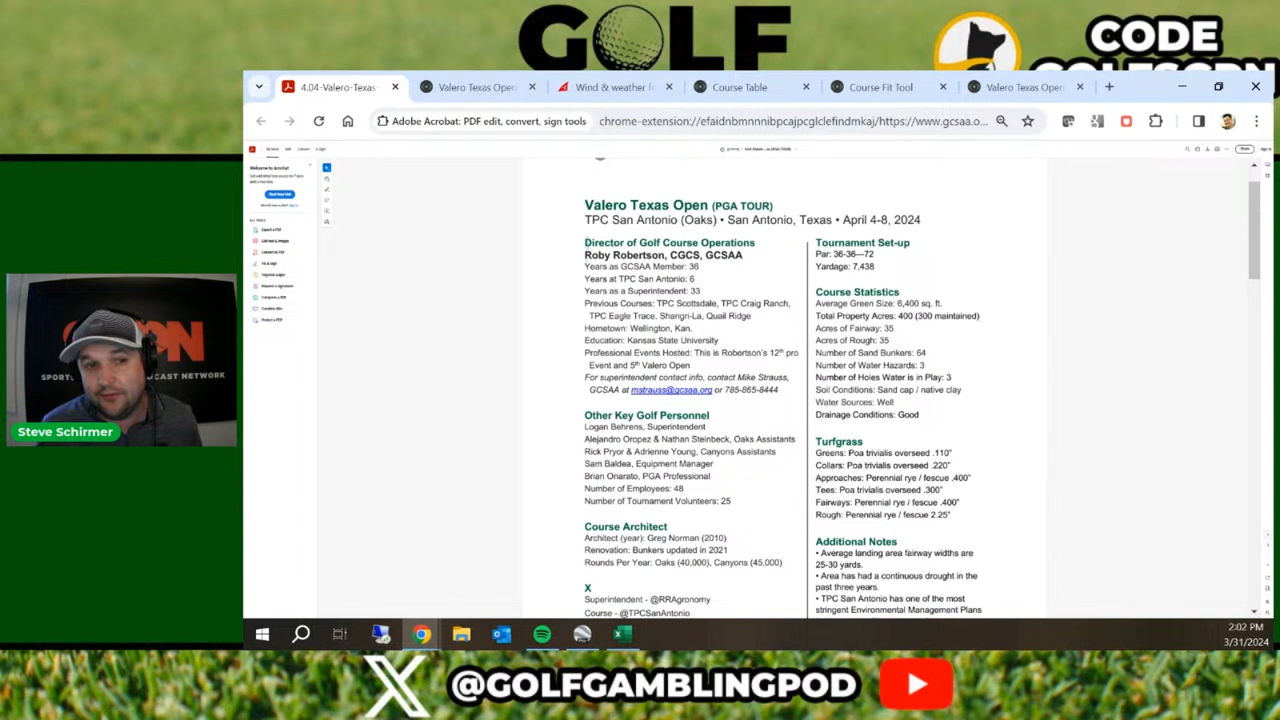 GOLF
CODE
4.04-Valero-Texas-
Valero Texas Open
Wind & weather fo
Course Table
Course Fit Tool
Valero Texas Open
Adobe Acrobat: PDF edit, convert, sign tools
chrome-extension://efaidnbmnnnibpcajpcglclefindmkaj/https://www.gcsaa.o...
Valero Texas Open (PGA TOUR)
TPC San Antonio (Oaks) • San Antonio, Texas • April 4-8, 2024
Director of Golf Course Operations
Roby Robertson, CGCS, GCSAA
Years as GCSAA Member: 36
Years at TPC San Antonio: 6
Years as a Superintendent: 33
Previous Courses: TPC Scottsdale, TPC Craig Ranch,
TPC Eagle Trace, Shangri-La, Quail Ridge
Hometown: Wellington, Kan.
Education: Kansas State University
Professional Events Hosted: This is Robertson's 12th pro
Event and 5th Valero Open
For superintendent contact info, contact Mike Strauss,
GCSAA at mstrauss@gcsaa.org or 785-865-8444
Other Key Golf Personnel
Logan Behrens, Superintendent
Alejandro Oropez & Nathan Steinbeck, Oaks Assistants
Rick Pryor & Adrienne Young, Canyons Assistants
Sam Baldea, Equipment Manager
Brian Onarato, PGA Professional
Number of Employees: 48
Number of Tournament Volunteers: 25
Course Architect
Architect (year): Greg Norman (2010)
Renovation: Bunkers updated in 2021
Rounds Per Year: Oaks (40,000), Canyons (45,000)
X
Superintendent - @RRAgronomy
Course - @TPCSanAntonio
Tournament Set-up
Par: 36-36—72
Yardage: 7,438
Course Statistics
Average Green Size: 6,400 sq. ft.
Total Property Acres: 400 (300 maintained)
Acres of Fairway: 35
Acres of Rough: 35
Number of Sand Bunkers: 64
Number of Water Hazards: 3
Number of Holes Water is in Play: 3
Soil Conditions: Sand cap / native clay
Water Sources: Well
Drainage Conditions: Good
Turfgrass
Greens: Poa trivialis overseed .110"
Collars: Poa trivialis overseed .220"
Approaches: Perennial rye / fescue .400"
Tees: Poa trivialis overseed .300"
Fairways: Perennial rye / fescue .400"
Rough: Perennial rye / fescue 2.25"
Additional Notes
• Average landing area fairway widths are
25-30 yards.
• Area has had a continuous drought in the
past three years.
• TPC San Antonio has one of the most
stringent Environmental Management Plans
Steve Schirmer
2:02 PM
3/31/2024
X @GOLFGAMBLINGPOD